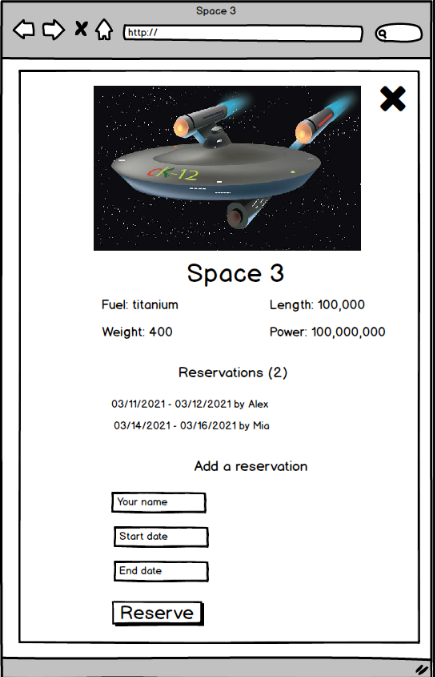 Space 3
http://
CK-12
Space 3
Fuel: titanium Length: 100,000
Weight: 400 Power: 100,000,000
Reservations (2)
03/11/2021 - 03/12/2021 by Alex
03/14/2021 - 03/16/2021 by Mia
Add a reservation
Your name
Start date
End date
Reserve